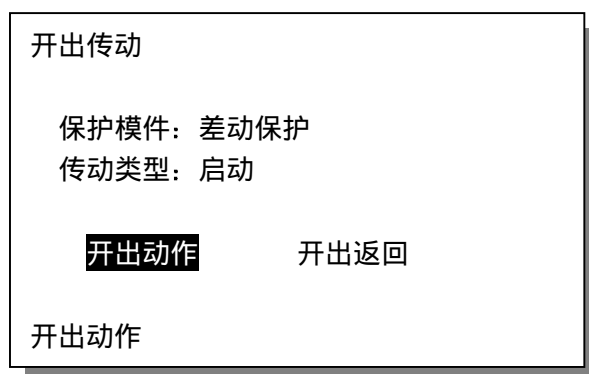 开出传动
保护模件：差动保护
传动类型：启动
开出动作 开出返回
开出动作